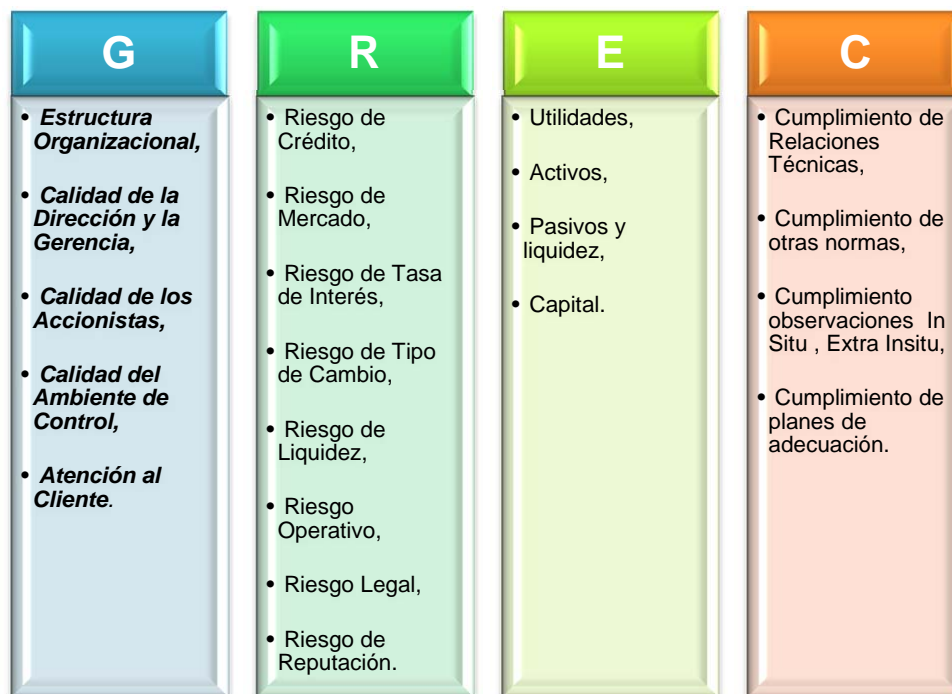 G
• Estructura
Organizacional,
• Calidad de la
Dirección y la
Gerencia,
• Calidad de los
Accionistas,
• Calidad del
Ambiente de
Control,
• Atención al
Cliente.
R
• Riesgo de
Crédito,
• Riesgo de
Mercado,
• Riesgo de Tasa
de Interés,
• Riesgo de Tipo
de Cambio,
• Riesgo de
Liquidez,
• Riesgo
Operativo,
• Riesgo Legal,
• Riesgo de
Reputación.
E
• Utilidades,
• Activos,
• Pasivos y
liquidez,
• Capital.
C
• Cumplimiento de
Relaciones
Técnicas,
• Cumplimiento de
otras normas,
• Cumplimiento
observaciones In
Situ , Extra Insitu,
• Cumplimiento de
planes de
adecuación.